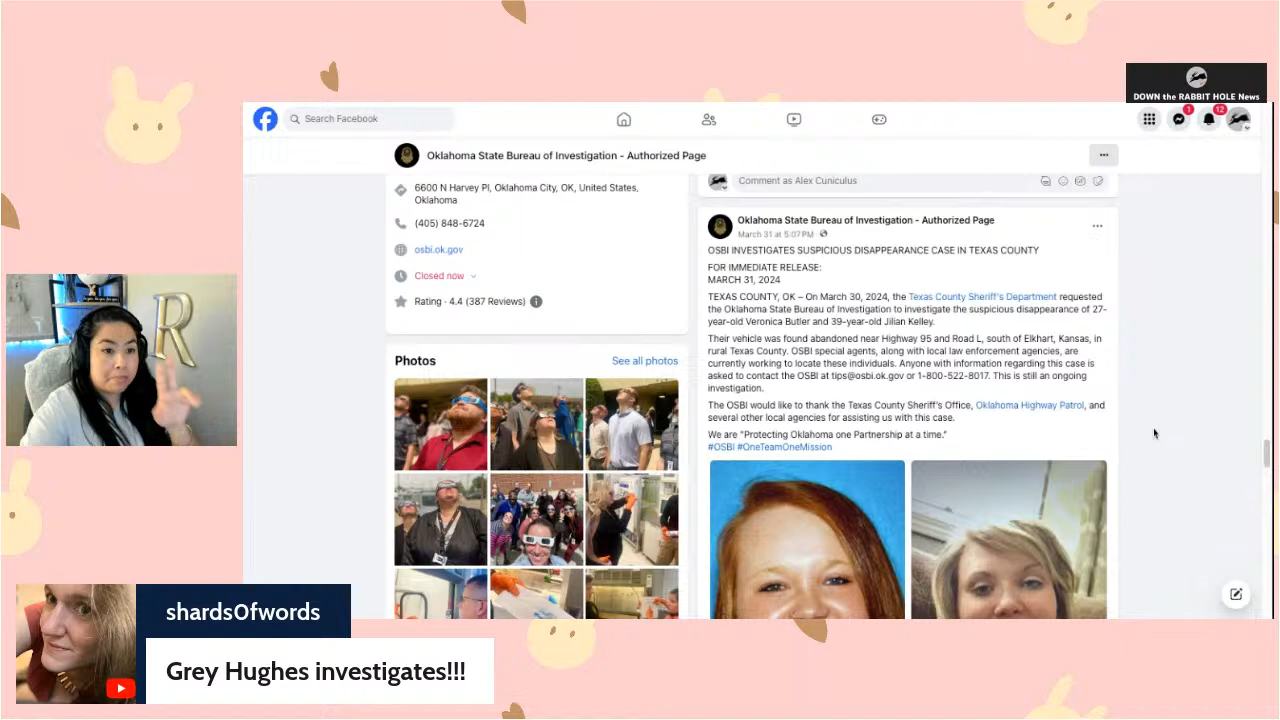 DOWN the RABBIT HOLE News
Search Facebook
1
12
Oklahoma State Bureau of Investigation - Authorized Page
6600 N Harvey Pl, Oklahoma City, OK, United States,
Oklahoma
(405) 848-6724
osbi.ok.gov
Closed now
Rating · 4.4 (387 Reviews)
Photos
See all photos
Comment as Alex Cuniculus
Oklahoma State Bureau of Investigation - Authorized Page
March 31 at 5:07 PM ·
OSBI INVESTIGATES SUSPICIOUS DISAPPEARANCE CASE IN TEXAS COUNTY
FOR IMMEDIATE RELEASE:
MARCH 31, 2024
TEXAS COUNTY, OK – On March 30, 2024, the Texas County Sheriff's Department requested
the Oklahoma State Bureau of Investigation to investigate the suspicious disappearance of 27-
year-old Veronica Butler and 39-year-old Jilian Kelley.
Their vehicle was found abandoned near Highway 95 and Road L, south of Elkhart, Kansas, in
rural Texas County. OSBI special agents, along with local law enforcement agencies, are
currently working to locate these individuals. Anyone with information regarding this case is
asked to contact the OSBI at tips@osbi.ok.gov or 1-800-522-8017. This is still an ongoing
investigation.
The OSBI would like to thank the Texas County Sheriff's Office, Oklahoma Highway Patrol, and
several other local agencies for assisting us with this case.
We are "Protecting Oklahoma one Partnership at a time."
#OSBI #OneTeamOneMission
R
shards0fwords
Grey Hughes investigates!!!